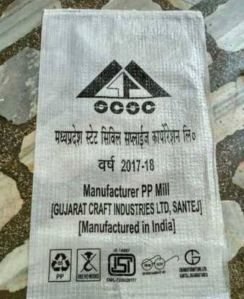 SCSC
मध्यप्रदेश स्टेट सिविल सप्लाईज कार्पोरेशन लि०
वर्ष 2017-18
Manufacturer PP Mill
[GUJARAT CRAFT INDUSTRIES LTD, SANTEJ]
[Manufactured in India]
PP